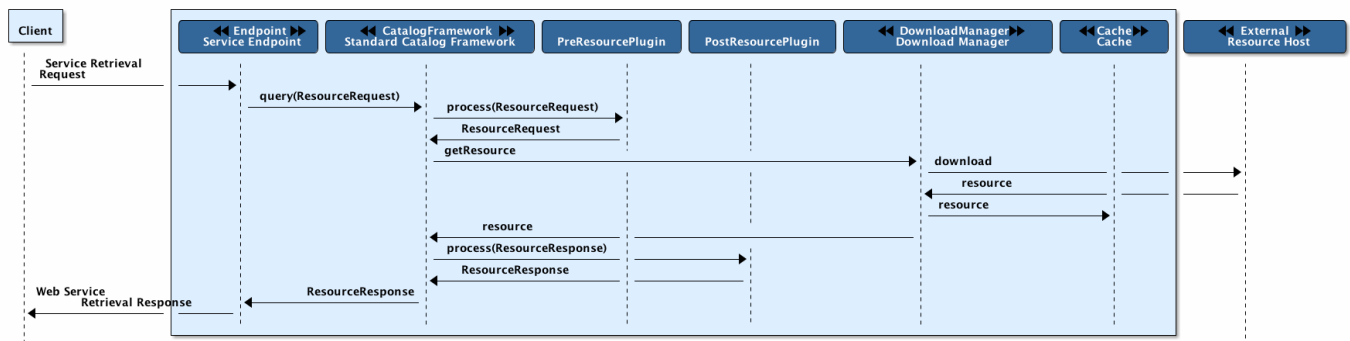 Client
Endpoint
Service Endpoint
CatalogFramework
Standard Catalog Framework
PreResourcePlugin
PostResourcePlugin
DownloadManager
Download Manager
Cache
Cache
External
Resource Host
Service Retrieval
Request
query(ResourceRequest)
process(ResourceRequest)
ResourceRequest
getResource
download
resource
resource
resource
process(ResourceResponse)
ResourceResponse
ResourceResponse
Web Service
Retrieval Response